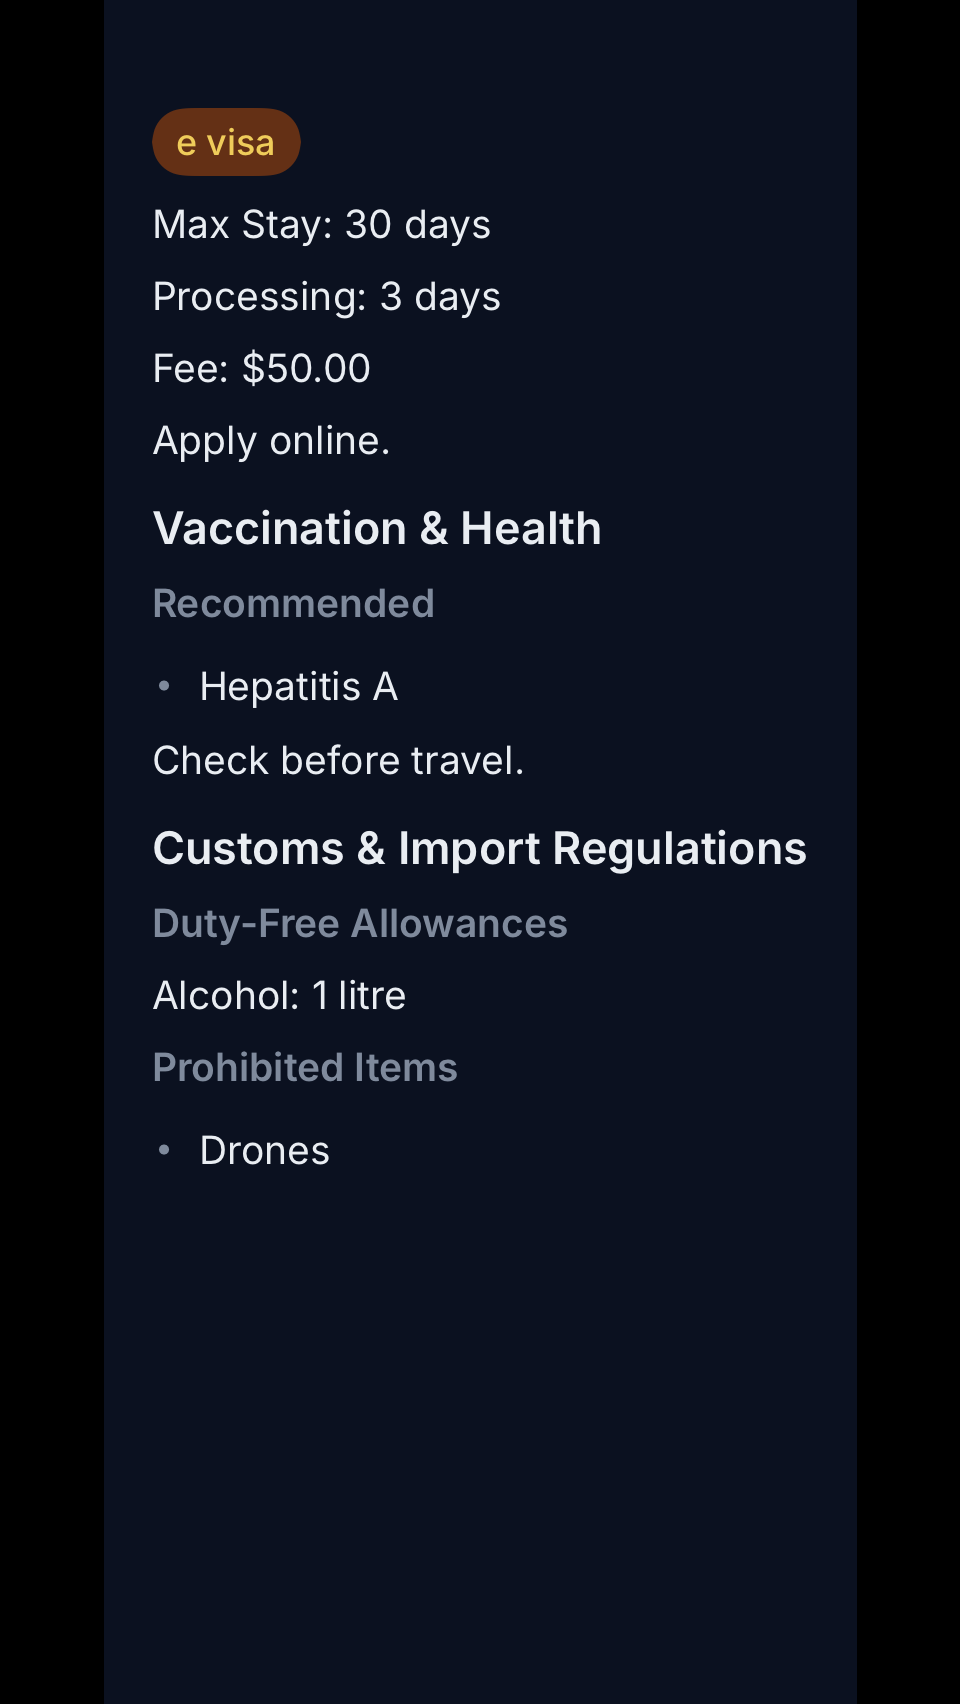 e visa
Max Stay: 30 days
Processing: 3 days
Fee: $50.00
Apply online.
Vaccination & Health
Recommended
• Hepatitis A
Check before travel.
Customs & Import Regulations
Duty-Free Allowances
Alcohol: 1 litre
Prohibited Items
• Drones